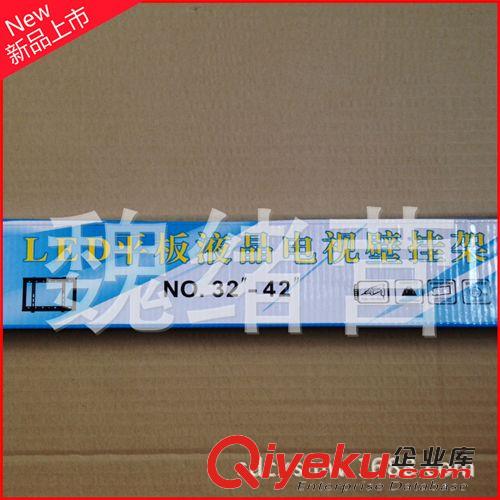 New
新品上市
LED平板液晶电视壁挂架
魏绪营
NO. 32"-42"
Qiyeku.com
企业库
Enterprise Database